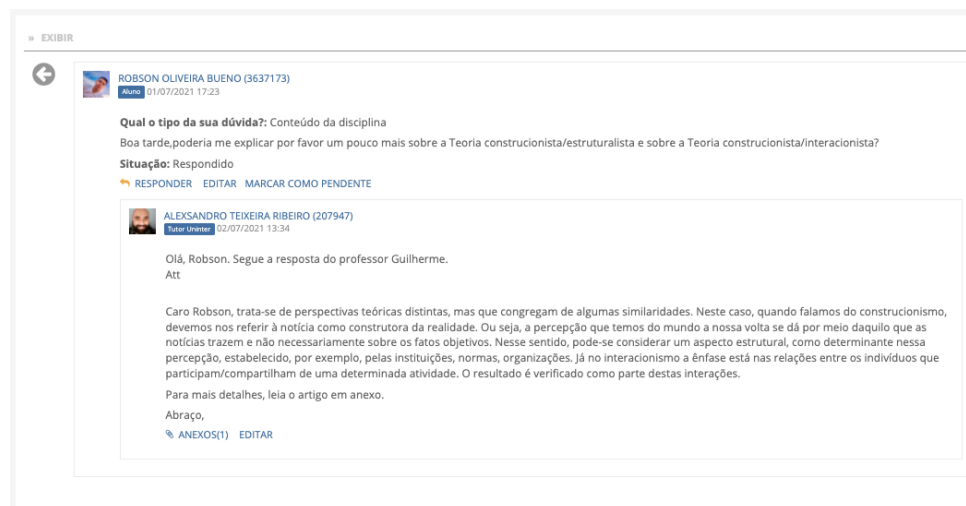 » EXIBIR
ROBSON OLIVEIRA BUENO (3637173)
Aluno 01/07/2021 17:23
Qual o tipo da sua dúvida?: Conteúdo da disciplina
Boa tarde,poderia me explicar por favor um pouco mais sobre a Teoria construcionista/estruturalista e sobre a Teoria construcionista/interacionista?
Situação: Respondido
RESPONDER EDITAR MARCAR COMO PENDENTE
ALEXSANDRO TEIXEIRA RIBEIRO (207947)
Tutor Uninter 02/07/2021 13:34
Olá, Robson. Segue a resposta do professor Guilherme.
Att
Caro Robson, trata-se de perspectivas teóricas distintas, mas que congregam de algumas similaridades. Neste caso, quando falamos do construcionismo,
devemos nos referir à notícia como construtora da realidade. Ou seja, a percepção que temos do mundo a nossa volta se dá por meio daquilo que as
notícias trazem e não necessariamente sobre os fatos objetivos. Nesse sentido, pode-se considerar um aspecto estrutural, como determinante nessa
percepção, estabelecido, por exemplo, pelas instituições, normas, organizações. Já no interacionismo a ênfase está nas relações entre os indivíduos que
participam/compartilham de uma determinada atividade. O resultado é verificado como parte destas interações.
Para mais detalhes, leia o artigo em anexo.
Abraço,
ANEXOS(1) EDITAR